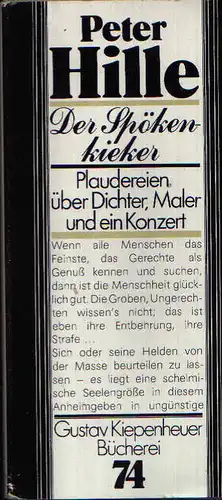 Peter
Hille
Der Spöken-
kieker
Plaudereien
über Dichter, Maler
und ein Konzert
Wenn alle Menschen das
Feinste, das Gerechte als
Genuß kennen und suchen,
dann ist die Menschheit glück-
lich gut. Die Groben, Ungerech-
ten wissen's nicht; das ist
eben ihre Entbehrung, ihre
Strafe ...
Sich oder seine Helden von
der Masse beurteilen zu las-
sen – es liegt eine schelmi-
sche Seelengröße in diesem
Anheimgeben in ungünstige
Gustav Kiepenheuer
Bücherei
74